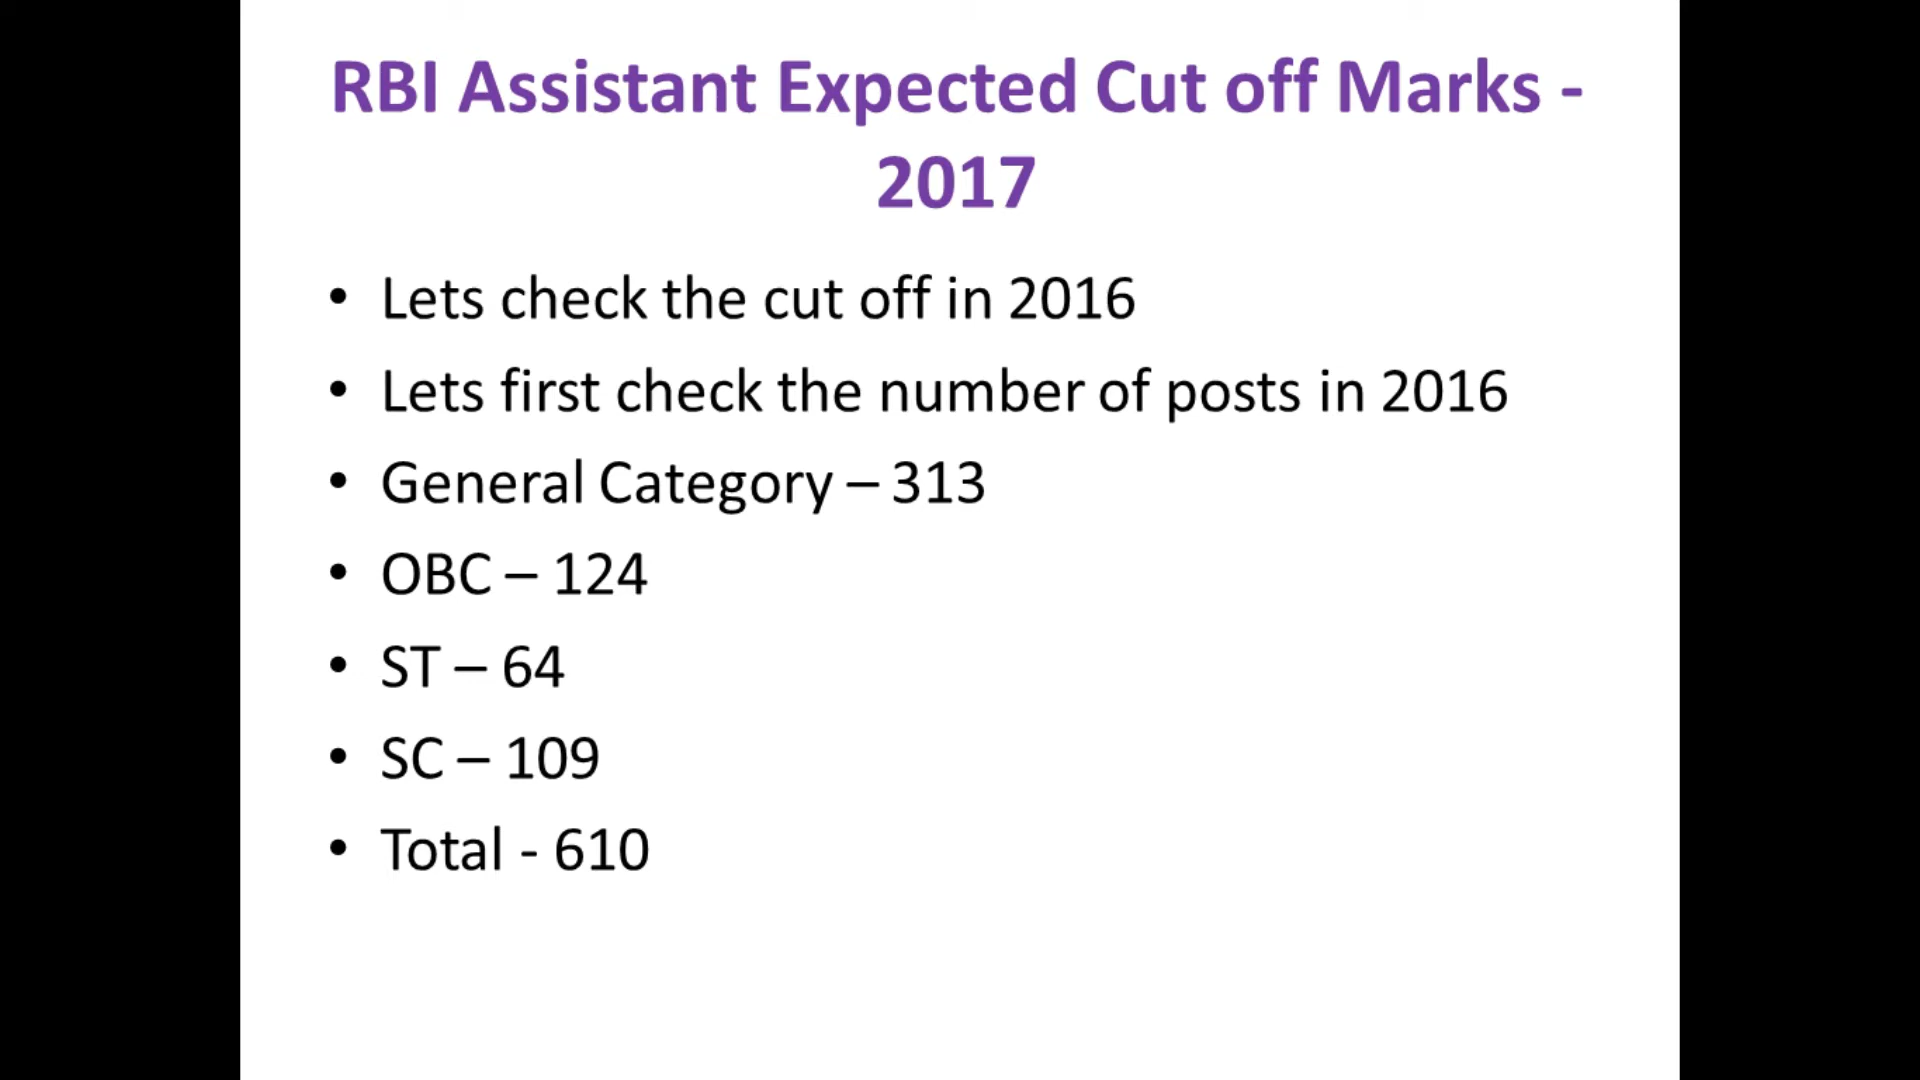 RBI Assistant Expected Cut off Marks -
2017
• Lets check the cut off in 2016
• Lets first check the number of posts in 2016
• General Category – 313
• OBC – 124
• ST – 64
• SC – 109
• Total - 610